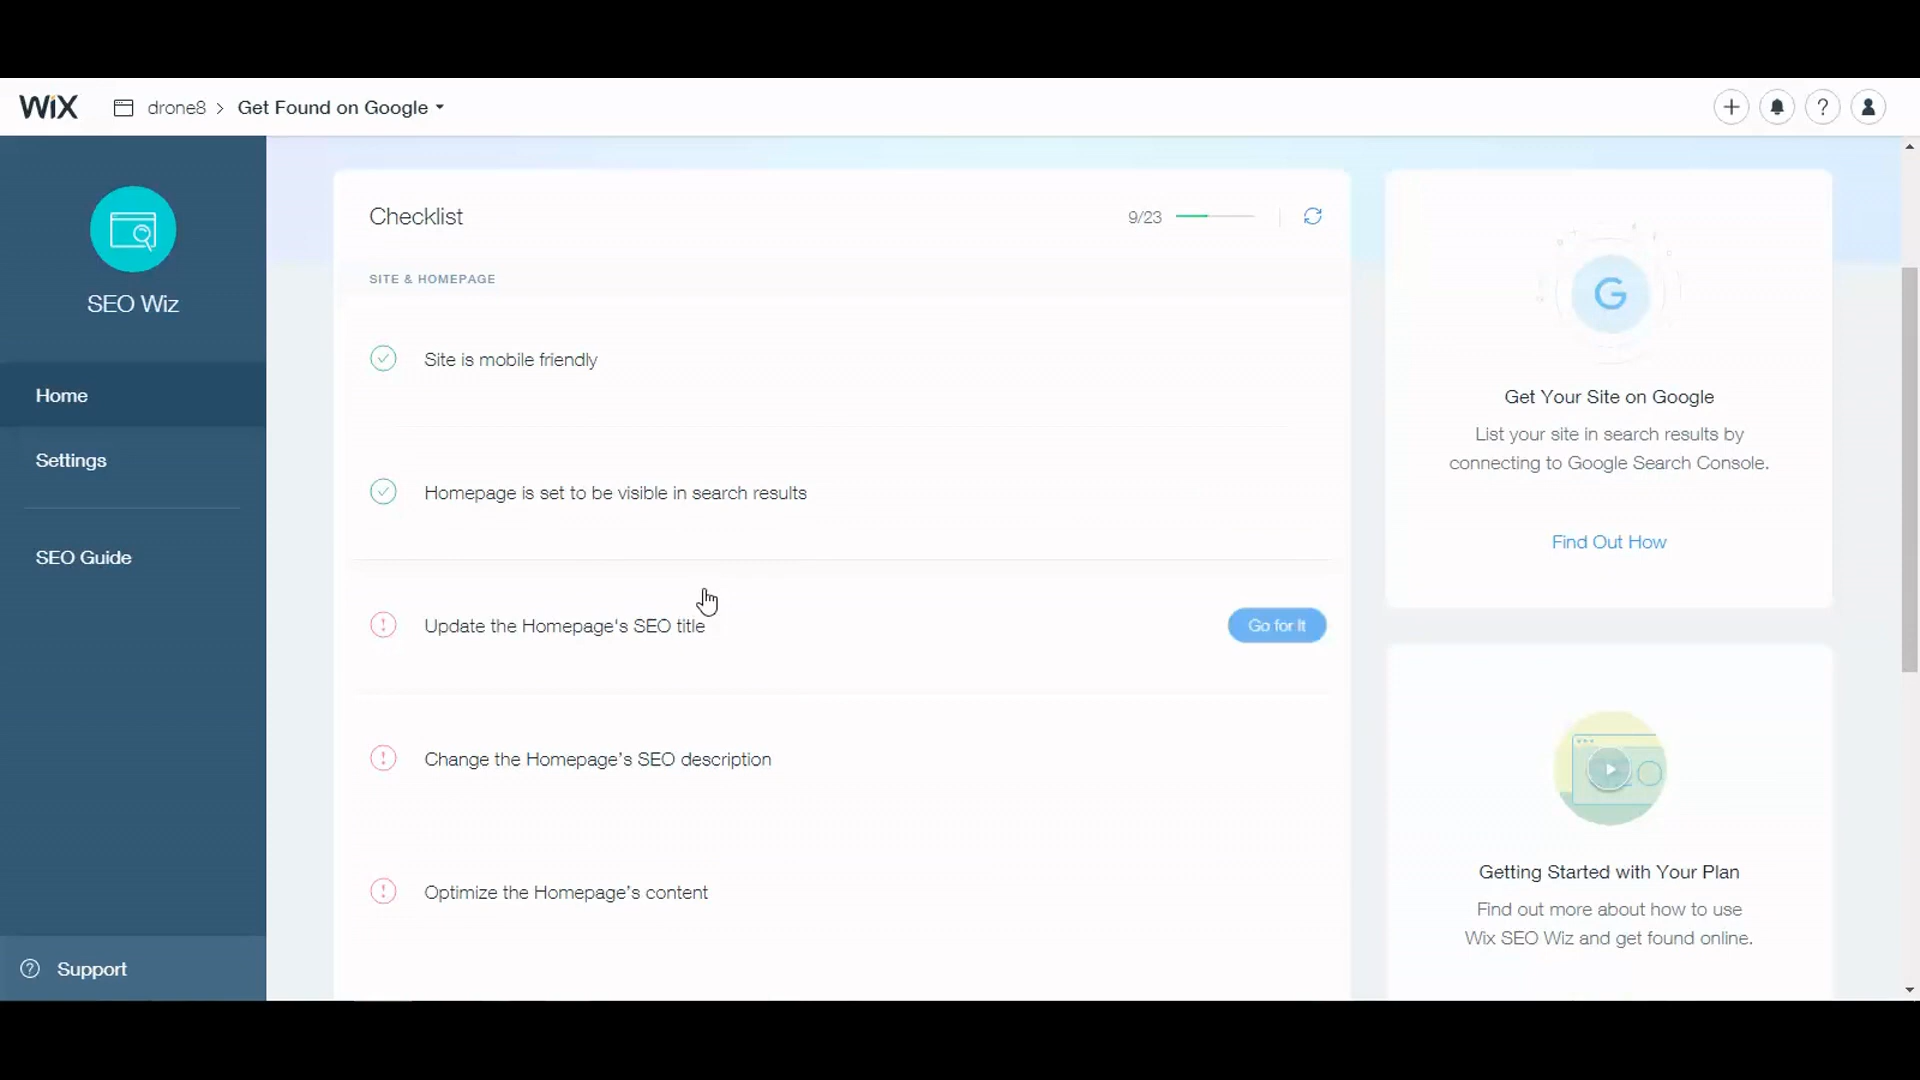 WiX
drone8 > Get Found on Google
SEO Wiz
Home
Settings
SEO Guide
Support
Checklist
9/23
SITE & HOMEPAGE
Site is mobile friendly
Homepage is set to be visible in search results
Update the Homepage's SEO title
Go for It
Change the Homepage's SEO description
Optimize the Homepage's content
G
Get Your Site on Google
List your site in search results by
connecting to Google Search Console.
Find Out How
Getting Started with Your Plan
Find out more about how to use
Wix SEO Wiz and get found online.